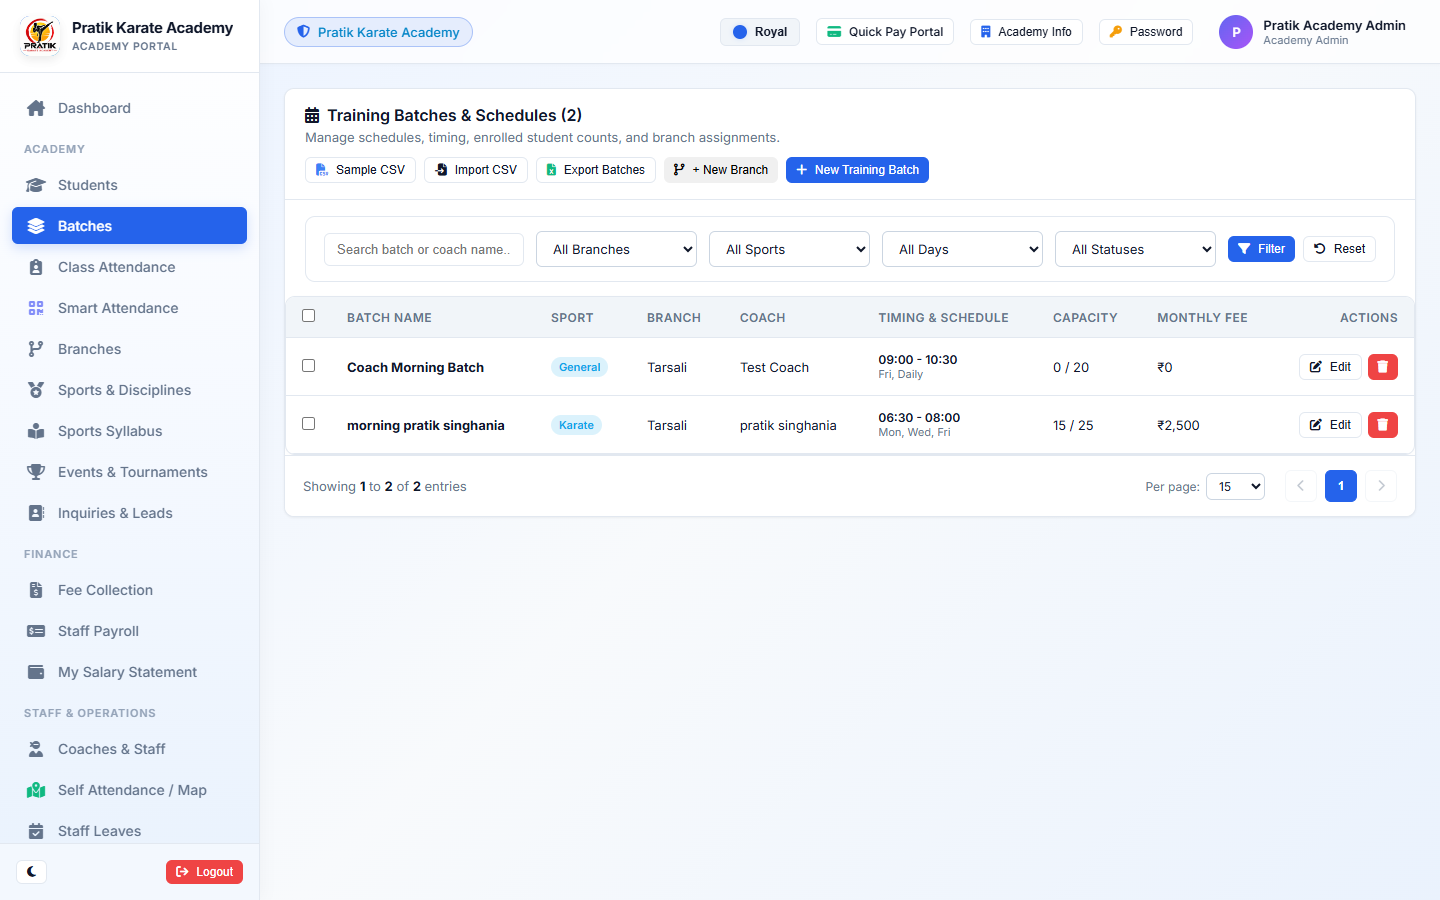 PRATIK
Pratik Karate Academy
ACADEMY PORTAL
Dashboard
ACADEMY
Students
Batches
Class Attendance
Smart Attendance
Branches
Sports & Disciplines
Sports Syllabus
Events & Tournaments
Inquiries & Leads
FINANCE
Fee Collection
Staff Payroll
My Salary Statement
STAFF & OPERATIONS
Coaches & Staff
Self Attendance / Map
Staff Leaves
Logout
Pratik Karate Academy
Royal
Quick Pay Portal
Academy Info
Password
P
Pratik Academy Admin
Academy Admin
Training Batches & Schedules (2)
Manage schedules, timing, enrolled student counts, and branch assignments.
Sample CSV
Import CSV
Export Batches
+ New Branch
New Training Batch
Search batch or coach name..
All Branches
All Sports
All Days
All Statuses
Filter
Reset
BATCH NAME SPORT BRANCH COACH TIMING & SCHEDULE CAPACITY MONTHLY FEE ACTIONS
Coach Morning Batch General Tarsali Test Coach 09:00 - 10:30 0 / 20 ₹0 Edit
Fri, Daily
morning pratik singhania Karate Tarsali pratik singhania 06:30 - 08:00 15 / 25 ₹2,500 Edit
Mon, Wed, Fri
Showing 1 to 2 of 2 entries
Per page: 15
1